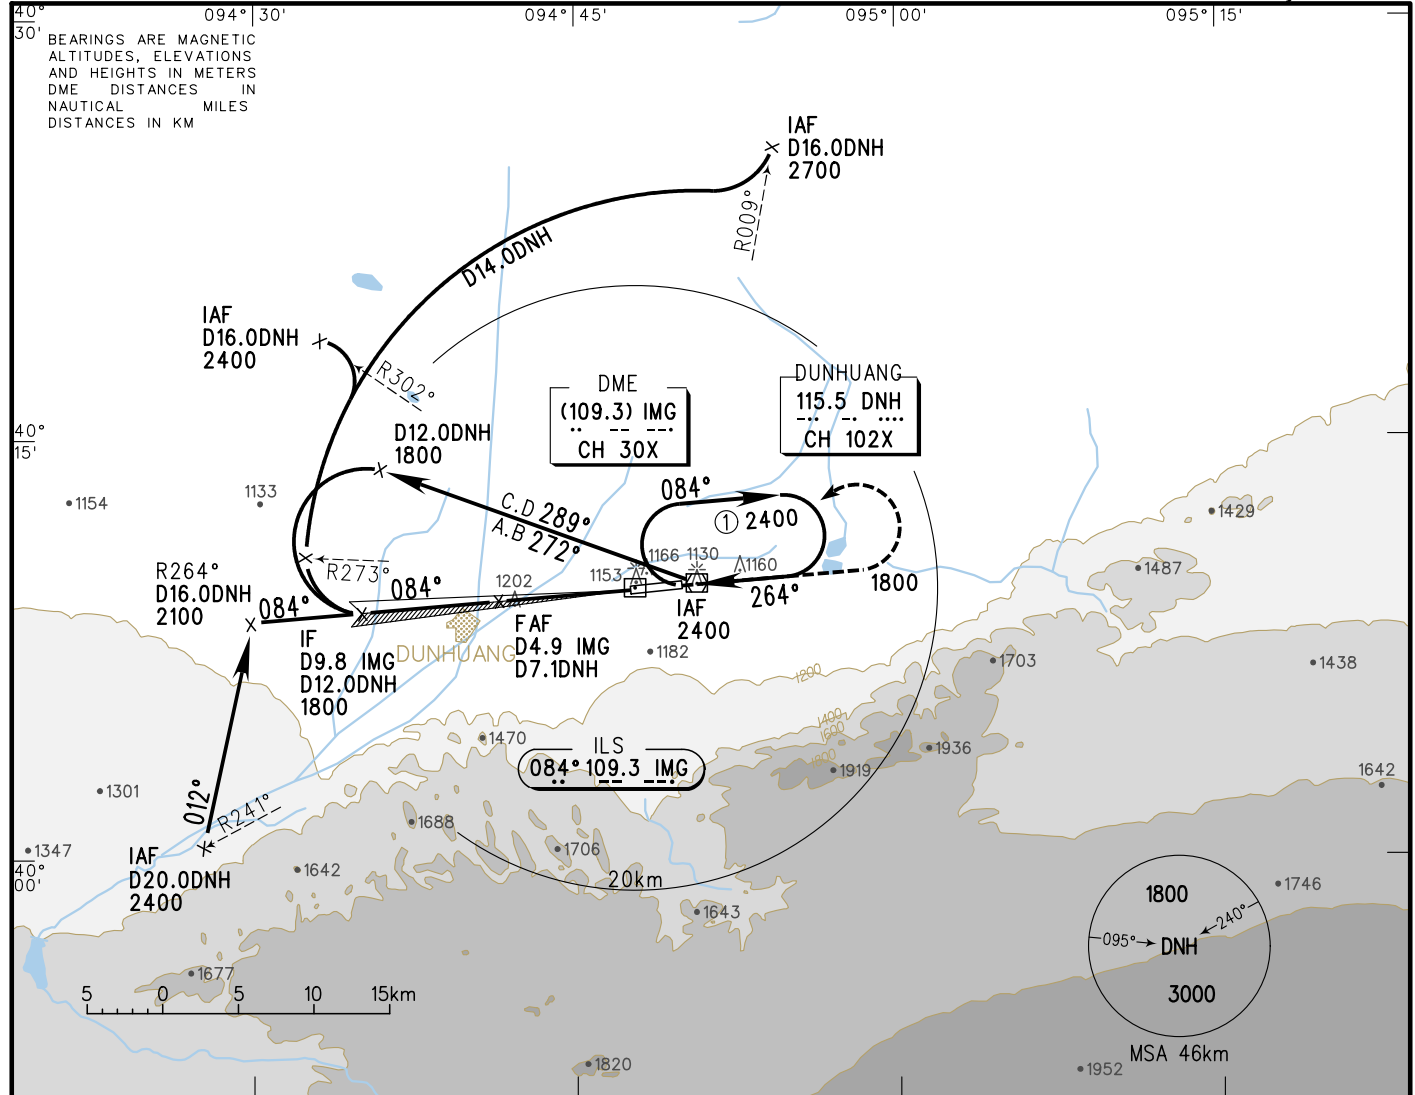 40°
30'
094° 30'
094° 45'
095° 00'
095° 15'
BEARINGS ARE MAGNETIC
ALTITUDES, ELEVATIONS
AND HEIGHTS IN METERS
DME DISTANCES IN
NAUTICAL MILES
DISTANCES IN KM
IAF
D16.0DNH
2700
R009°
D14.0DNH
IAF
D16.0DNH
2400
R302°
DME
(109.3) IMG
CH 30X
DUNHUANG
115.5 DNH
CH 102X
40°
15'
D12.0DNH
1800
1154
1133
C.D 289°
A.B 272°
084°
① 2400
1429
1487
R273°
1166
1130
1153
1160
1800
264°
R264°
D16.0DNH
2100
084°
084°
1202
IAF
2400
IF
D9.8 IMG
D12.0DNH
1800
FAF
D4.9 IMG
D7.1DNH
DUNHUANG
1182
1200
1703
1438
1400
1600
1800
1470
ILS
084° 109.3 IMG
1936
1919
1642
1301
012°
R241°
1688
1706
1347
40°
00'
IAF
D20.0DNH
2400
1642
20km
1643
1746
1800
095°
240°
DNH
3000
MSA 46km
1677
5 0 5 10 15km
1820
1952